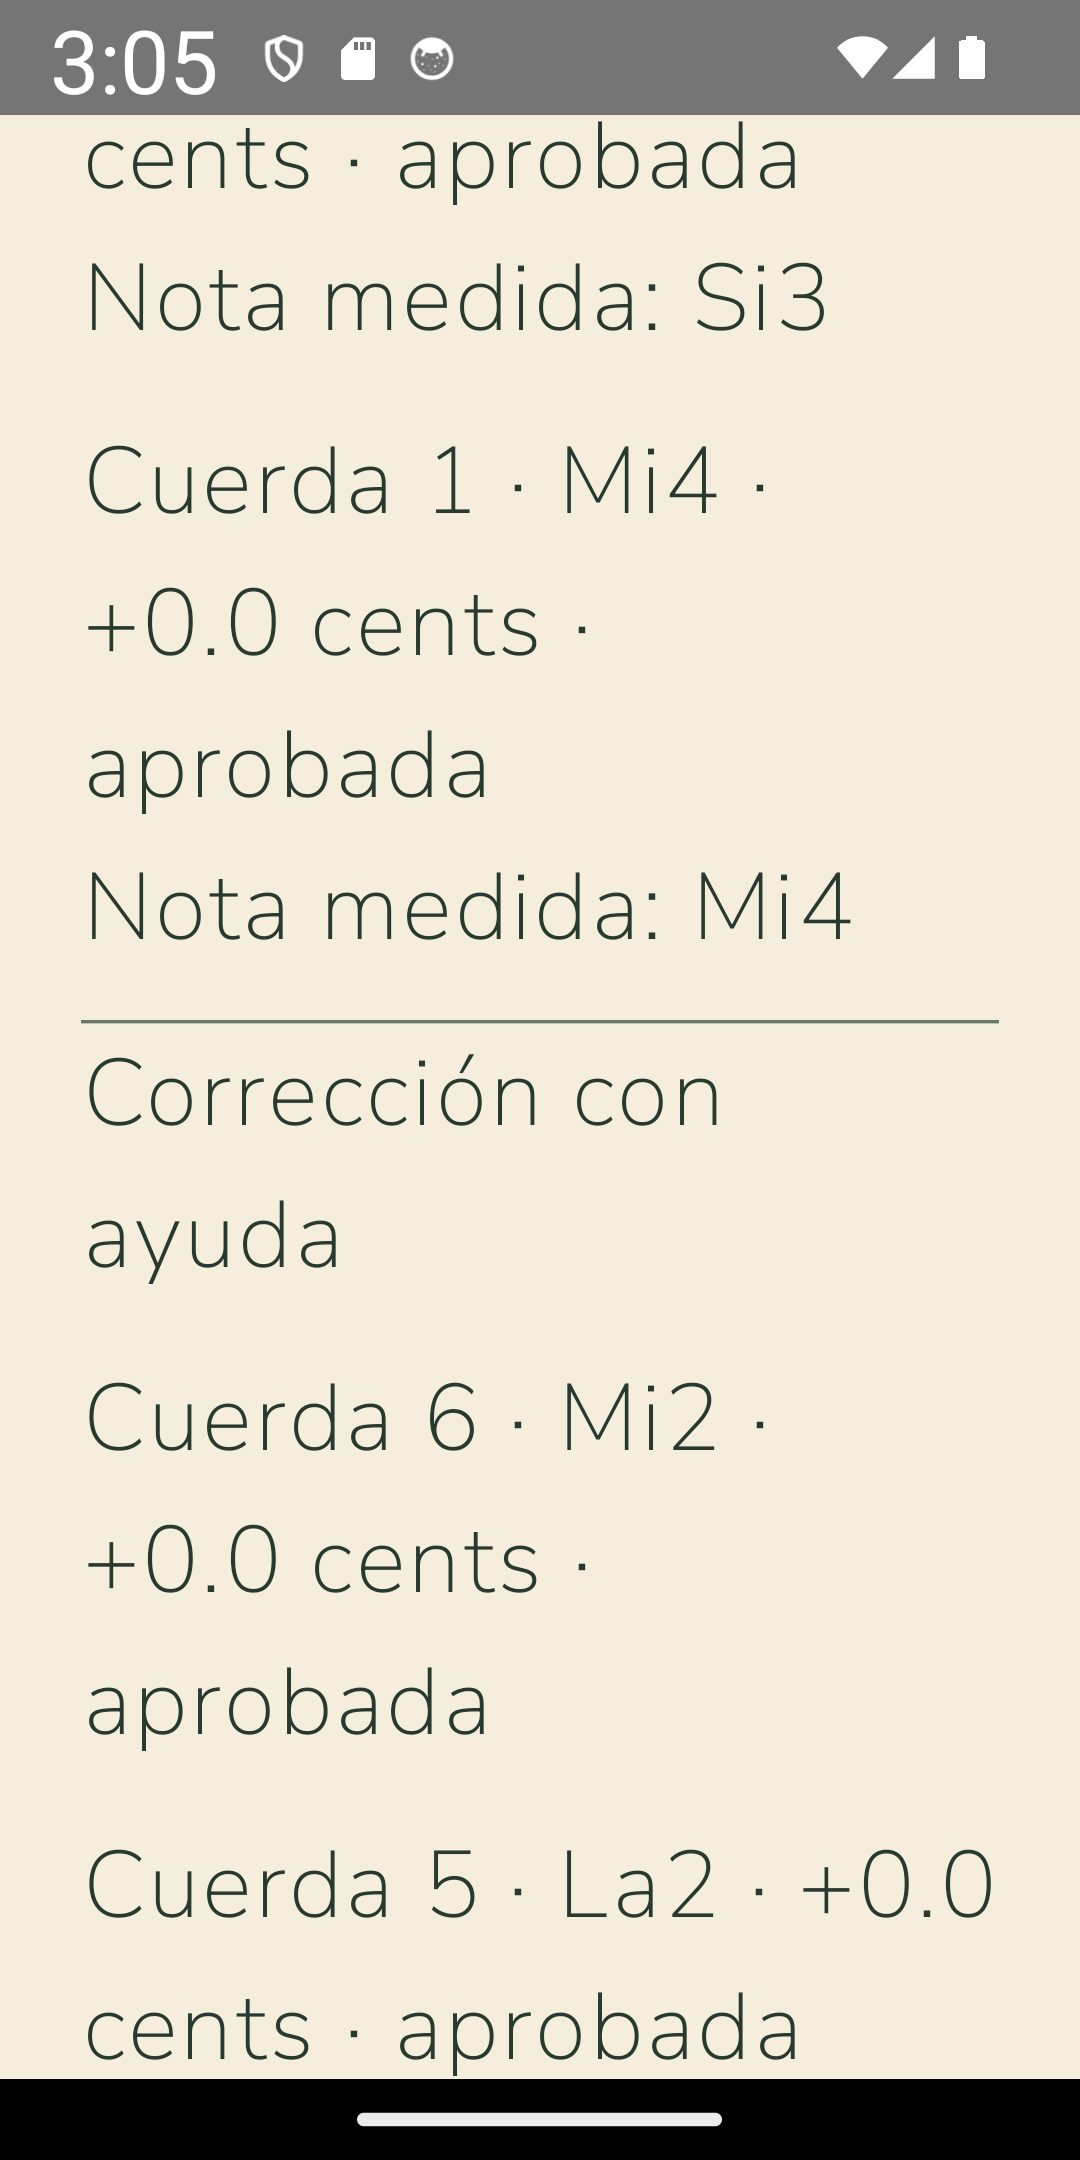 3:05
cents · aprobada
Nota medida: Si3
Cuerda 1 · Mi4 ·
+0.0 cents ·
aprobada
Nota medida: Mi4
Corrección con
ayuda
Cuerda 6 · Mi2 ·
+0.0 cents ·
aprobada
Cuerda 5 · La2 · +0.0
cents · aprobada